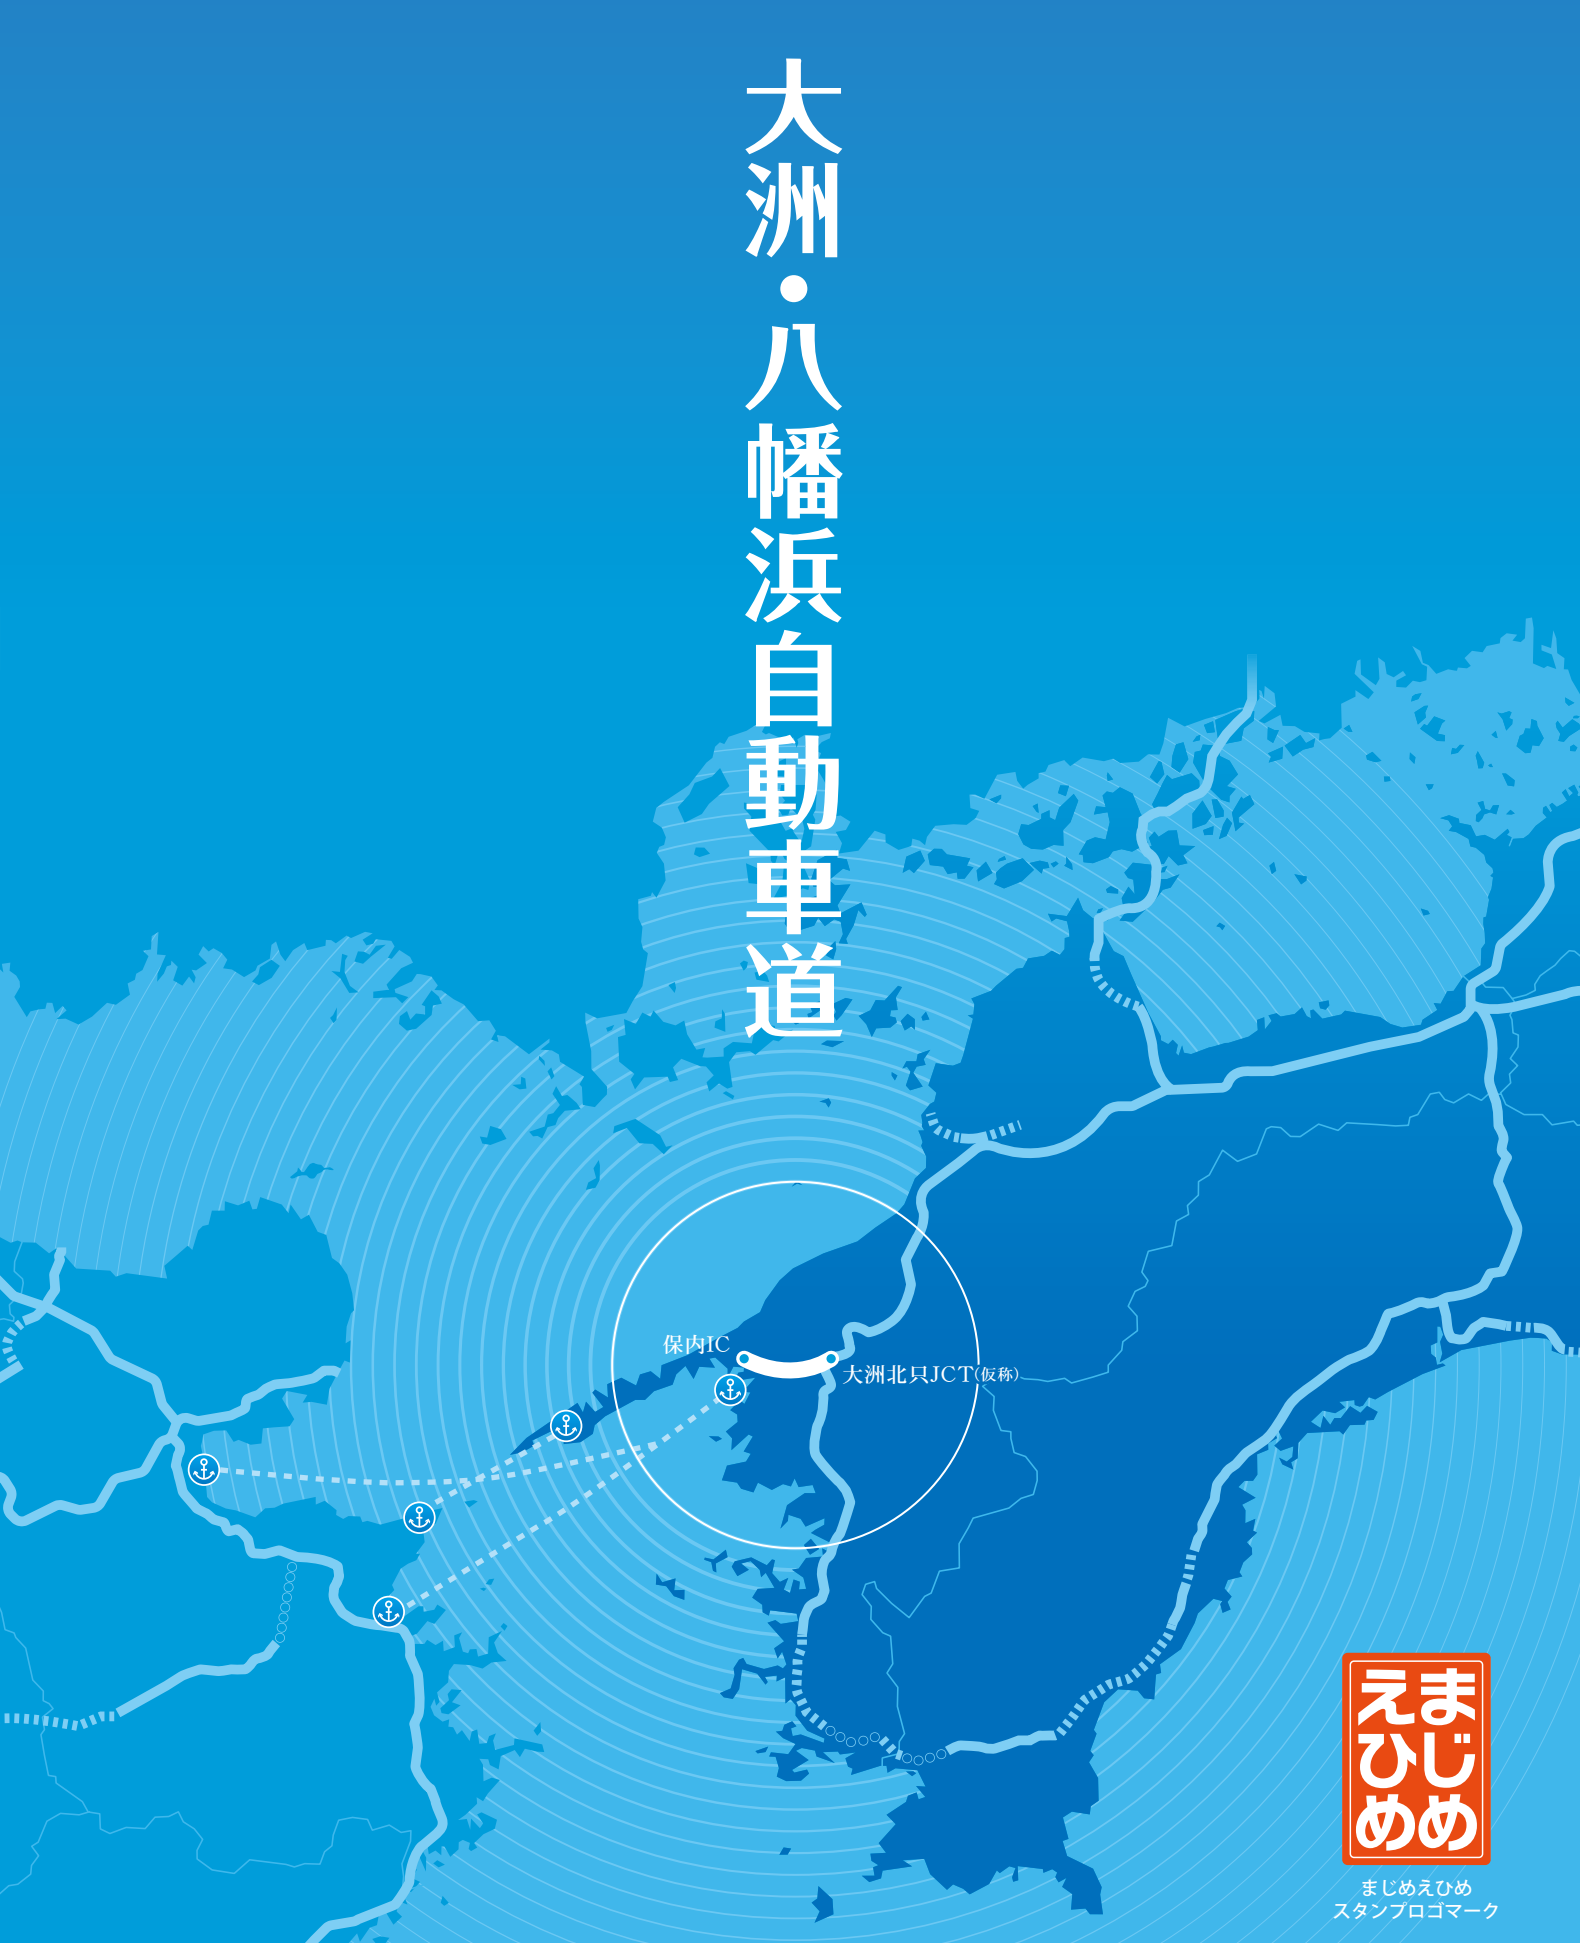 大洲・八幡浜自動車道
保内IC
大洲北只JCT(仮称)
まじめ
えひめ
まじめえひめ
スタンプロゴマーク